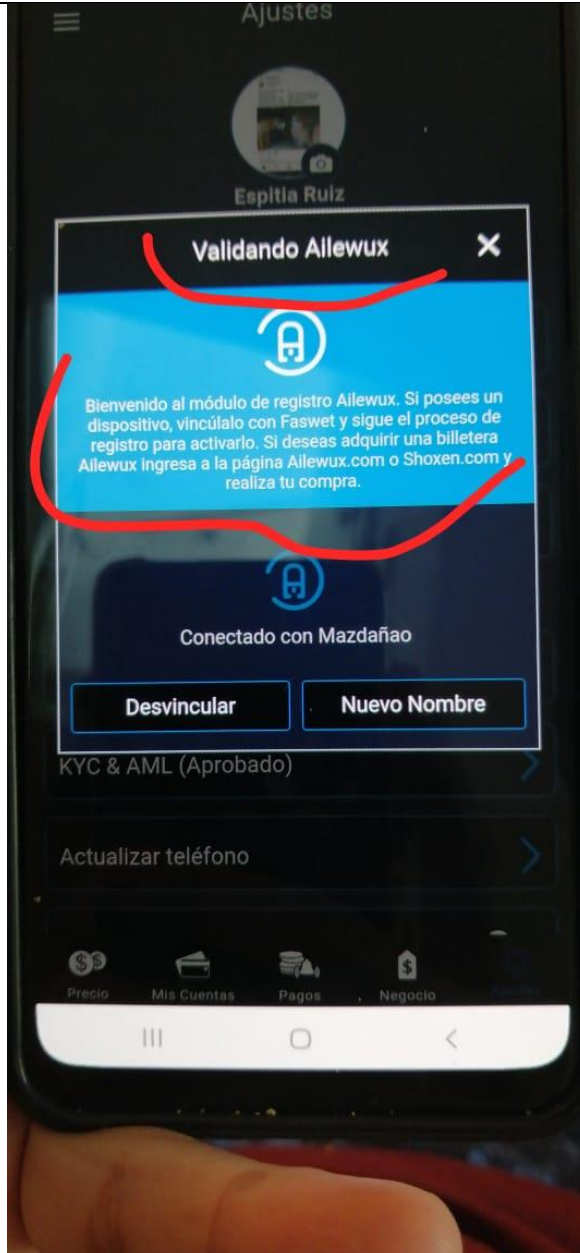 Ajustes
Espitia Ruiz
Validando Ailewux
Bienvenido al módulo de registro Ailewux. Si posees un
dispositivo, vincúlalo con Faswet y sigue el proceso de
registro para activarlo. Si deseas adquirir una billetera
Ailewux ingresa a la página Ailewux.com o Shoxen.com y
realiza tu compra.
Conectado con Mazdañao
Desvincular
Nuevo Nombre
KYC & AML (Aprobado)
Actualizar teléfono
Precio
Mis Cuentas
Pagos
Negocio
Ajustes